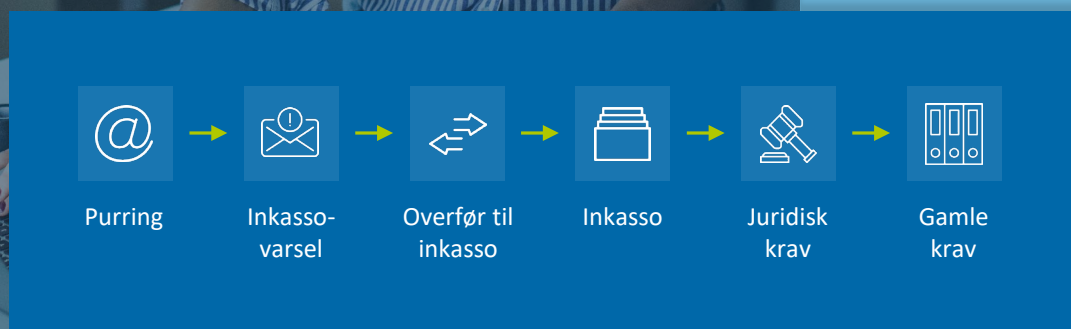 Purring
Inkasso-
varsel
Overfør til
inkasso
Inkasso
Juridisk
krav
Gamle
krav